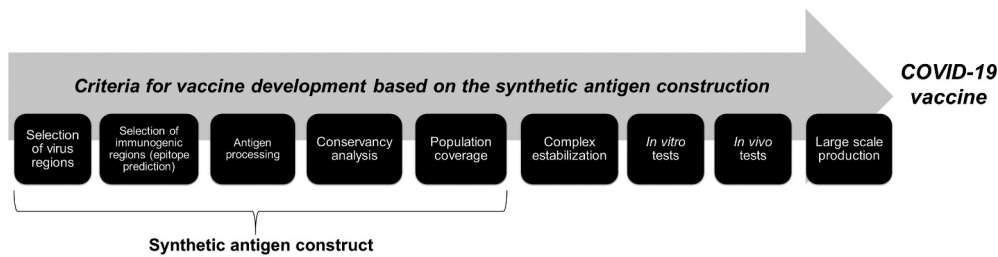 Criteria for vaccine development based on the synthetic antigen construction
COVID-19
vaccine
Selection
of virus
regions
Selection of
immunogenic
regions (epitope
prediction)
Antigen
processing
Conservancy
analysis
Population
coverage
Complex
estabilization
In vitro
tests
In vivo
tests
Large scale
production
Synthetic antigen construct